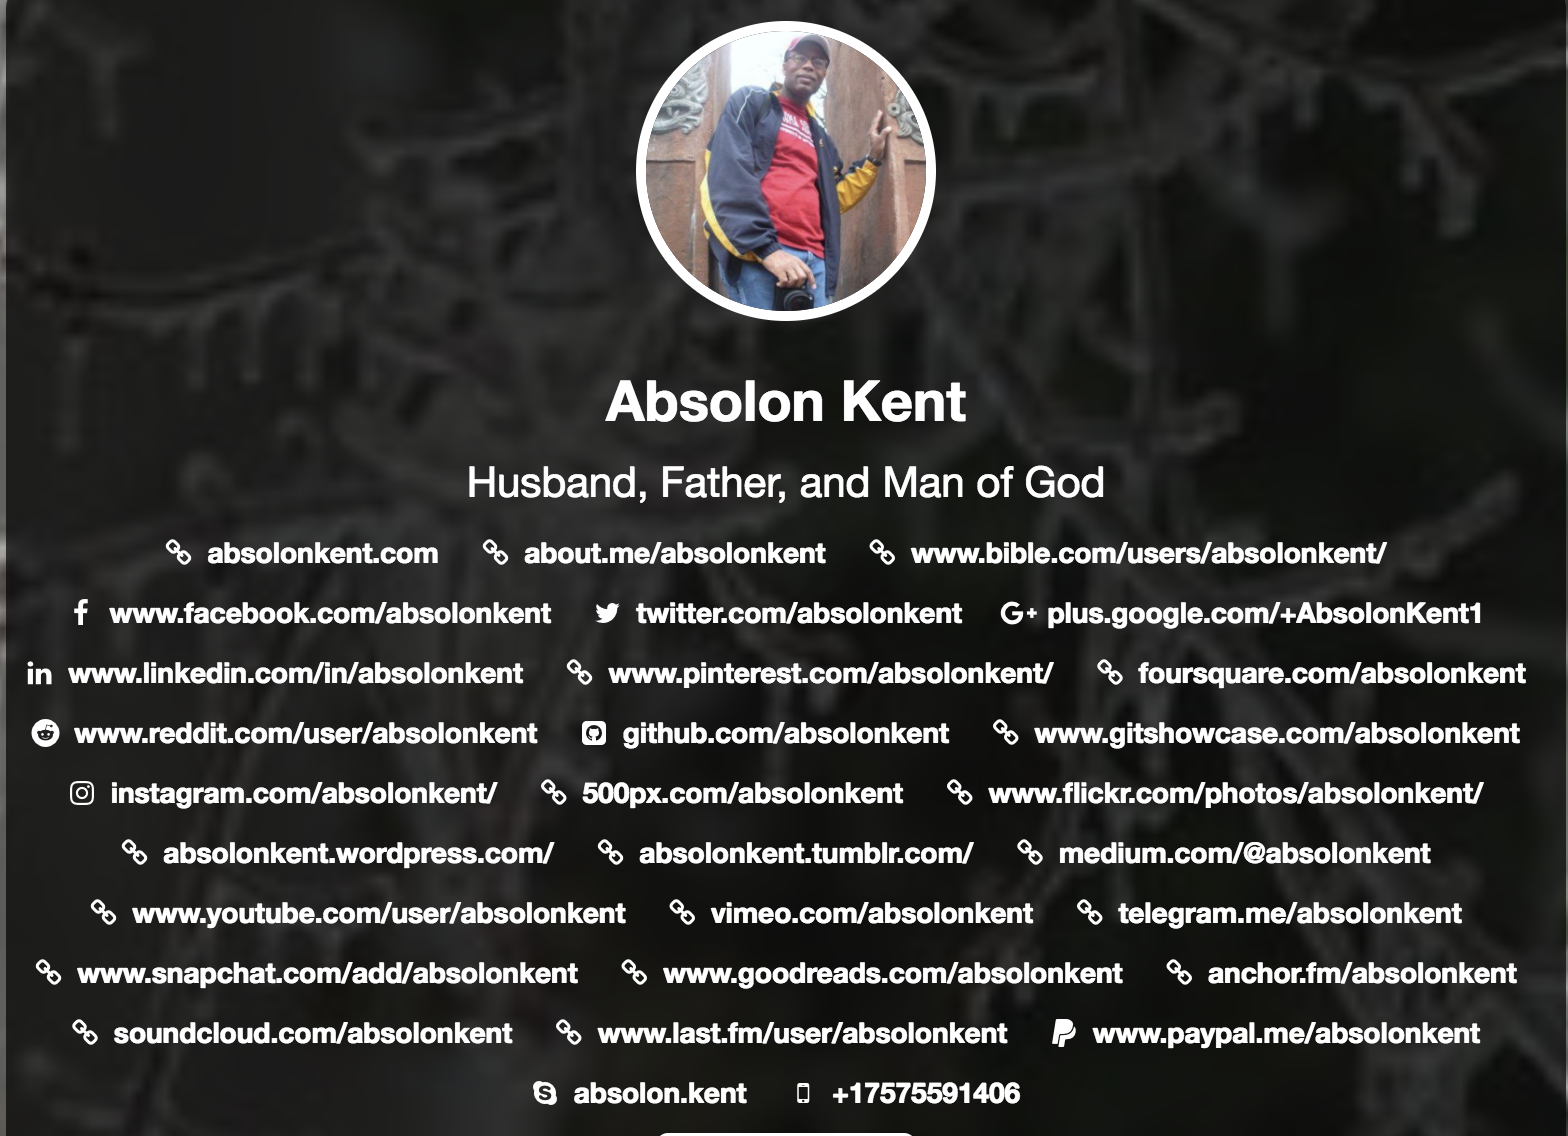 Absolon Kent
Husband, Father, and Man of God
absolonkent.com about.me/absolonkent www.bible.com/users/absolonkent/
www.facebook.com/absolonkent twitter.com/absolonkent plus.google.com/+AbsolonKent1
www.linkedin.com/in/absolonkent www.pinterest.com/absolonkent/ foursquare.com/absolonkent
www.reddit.com/user/absolonkent github.com/absolonkent www.gitshowcase.com/absolonkent
instagram.com/absolonkent/ 500px.com/absolonkent www.flickr.com/photos/absolonkent/
absolonkent.wordpress.com/ absolonkent.tumblr.com/ medium.com/@absolonkent
www.youtube.com/user/absolonkent vimeo.com/absolonkent telegram.me/absolonkent
www.snapchat.com/add/absolonkent www.goodreads.com/absolonkent anchor.fm/absolonkent
soundcloud.com/absolonkent www.last.fm/user/absolonkent www.paypal.me/absolonkent
absolon.kent +17575591406